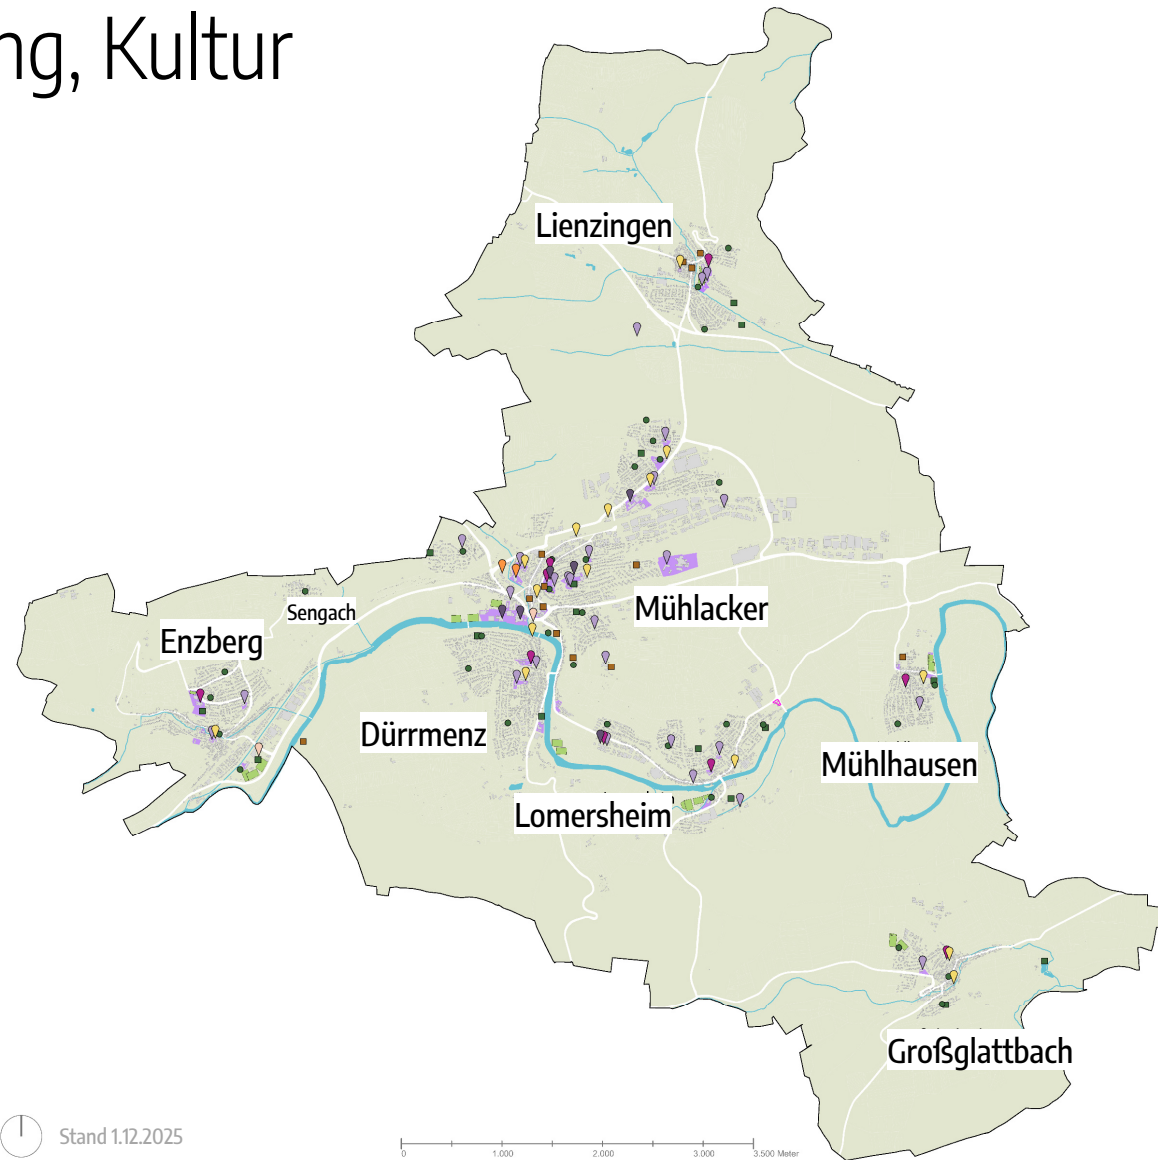 ng, Kultur
Lienzingen
Mühlacker
Sengach
Enzberg
Dürrmenz
Mühlhausen
Lomersheim
Großglattbach
Stand 1.12.2025
0 1.000 2.000 3.000 3.500 Meter